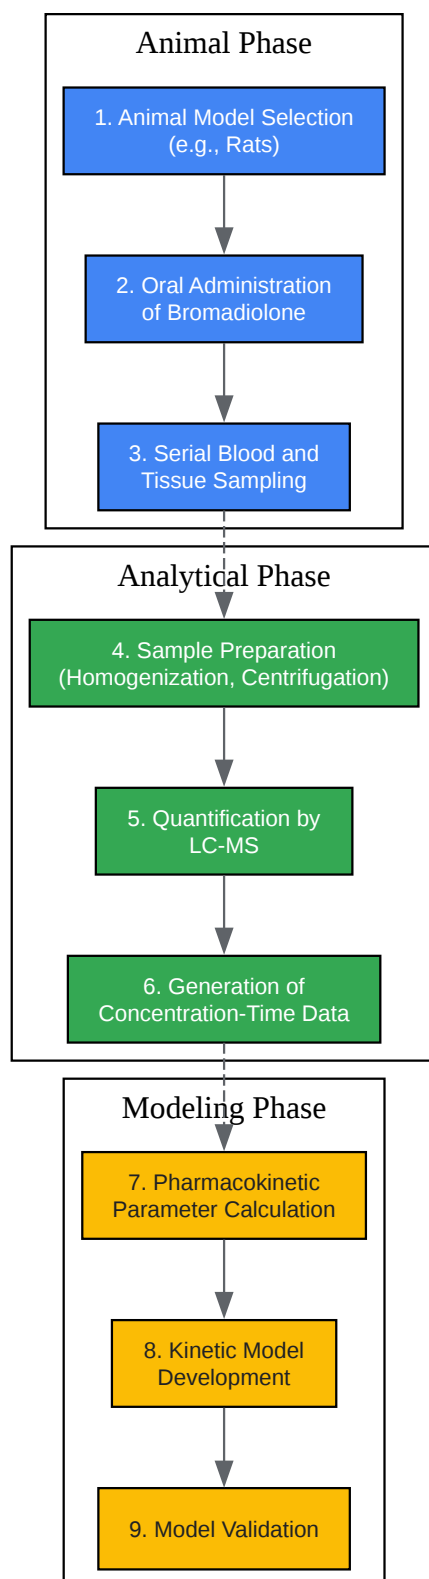 Animal Phase
1. Animal Model Selection
(e.g., Rats)
2. Oral Administration
of Bromadiolone
3. Serial Blood and
Tissue Sampling
Analytical Phase
4. Sample Preparation
(Homogenization, Centrifugation)
5. Quantification by
LC-MS
6. Generation of
Concentration-Time Data
Modeling Phase
7. Pharmacokinetic
Parameter Calculation
8. Kinetic Model
Development
9. Model Validation